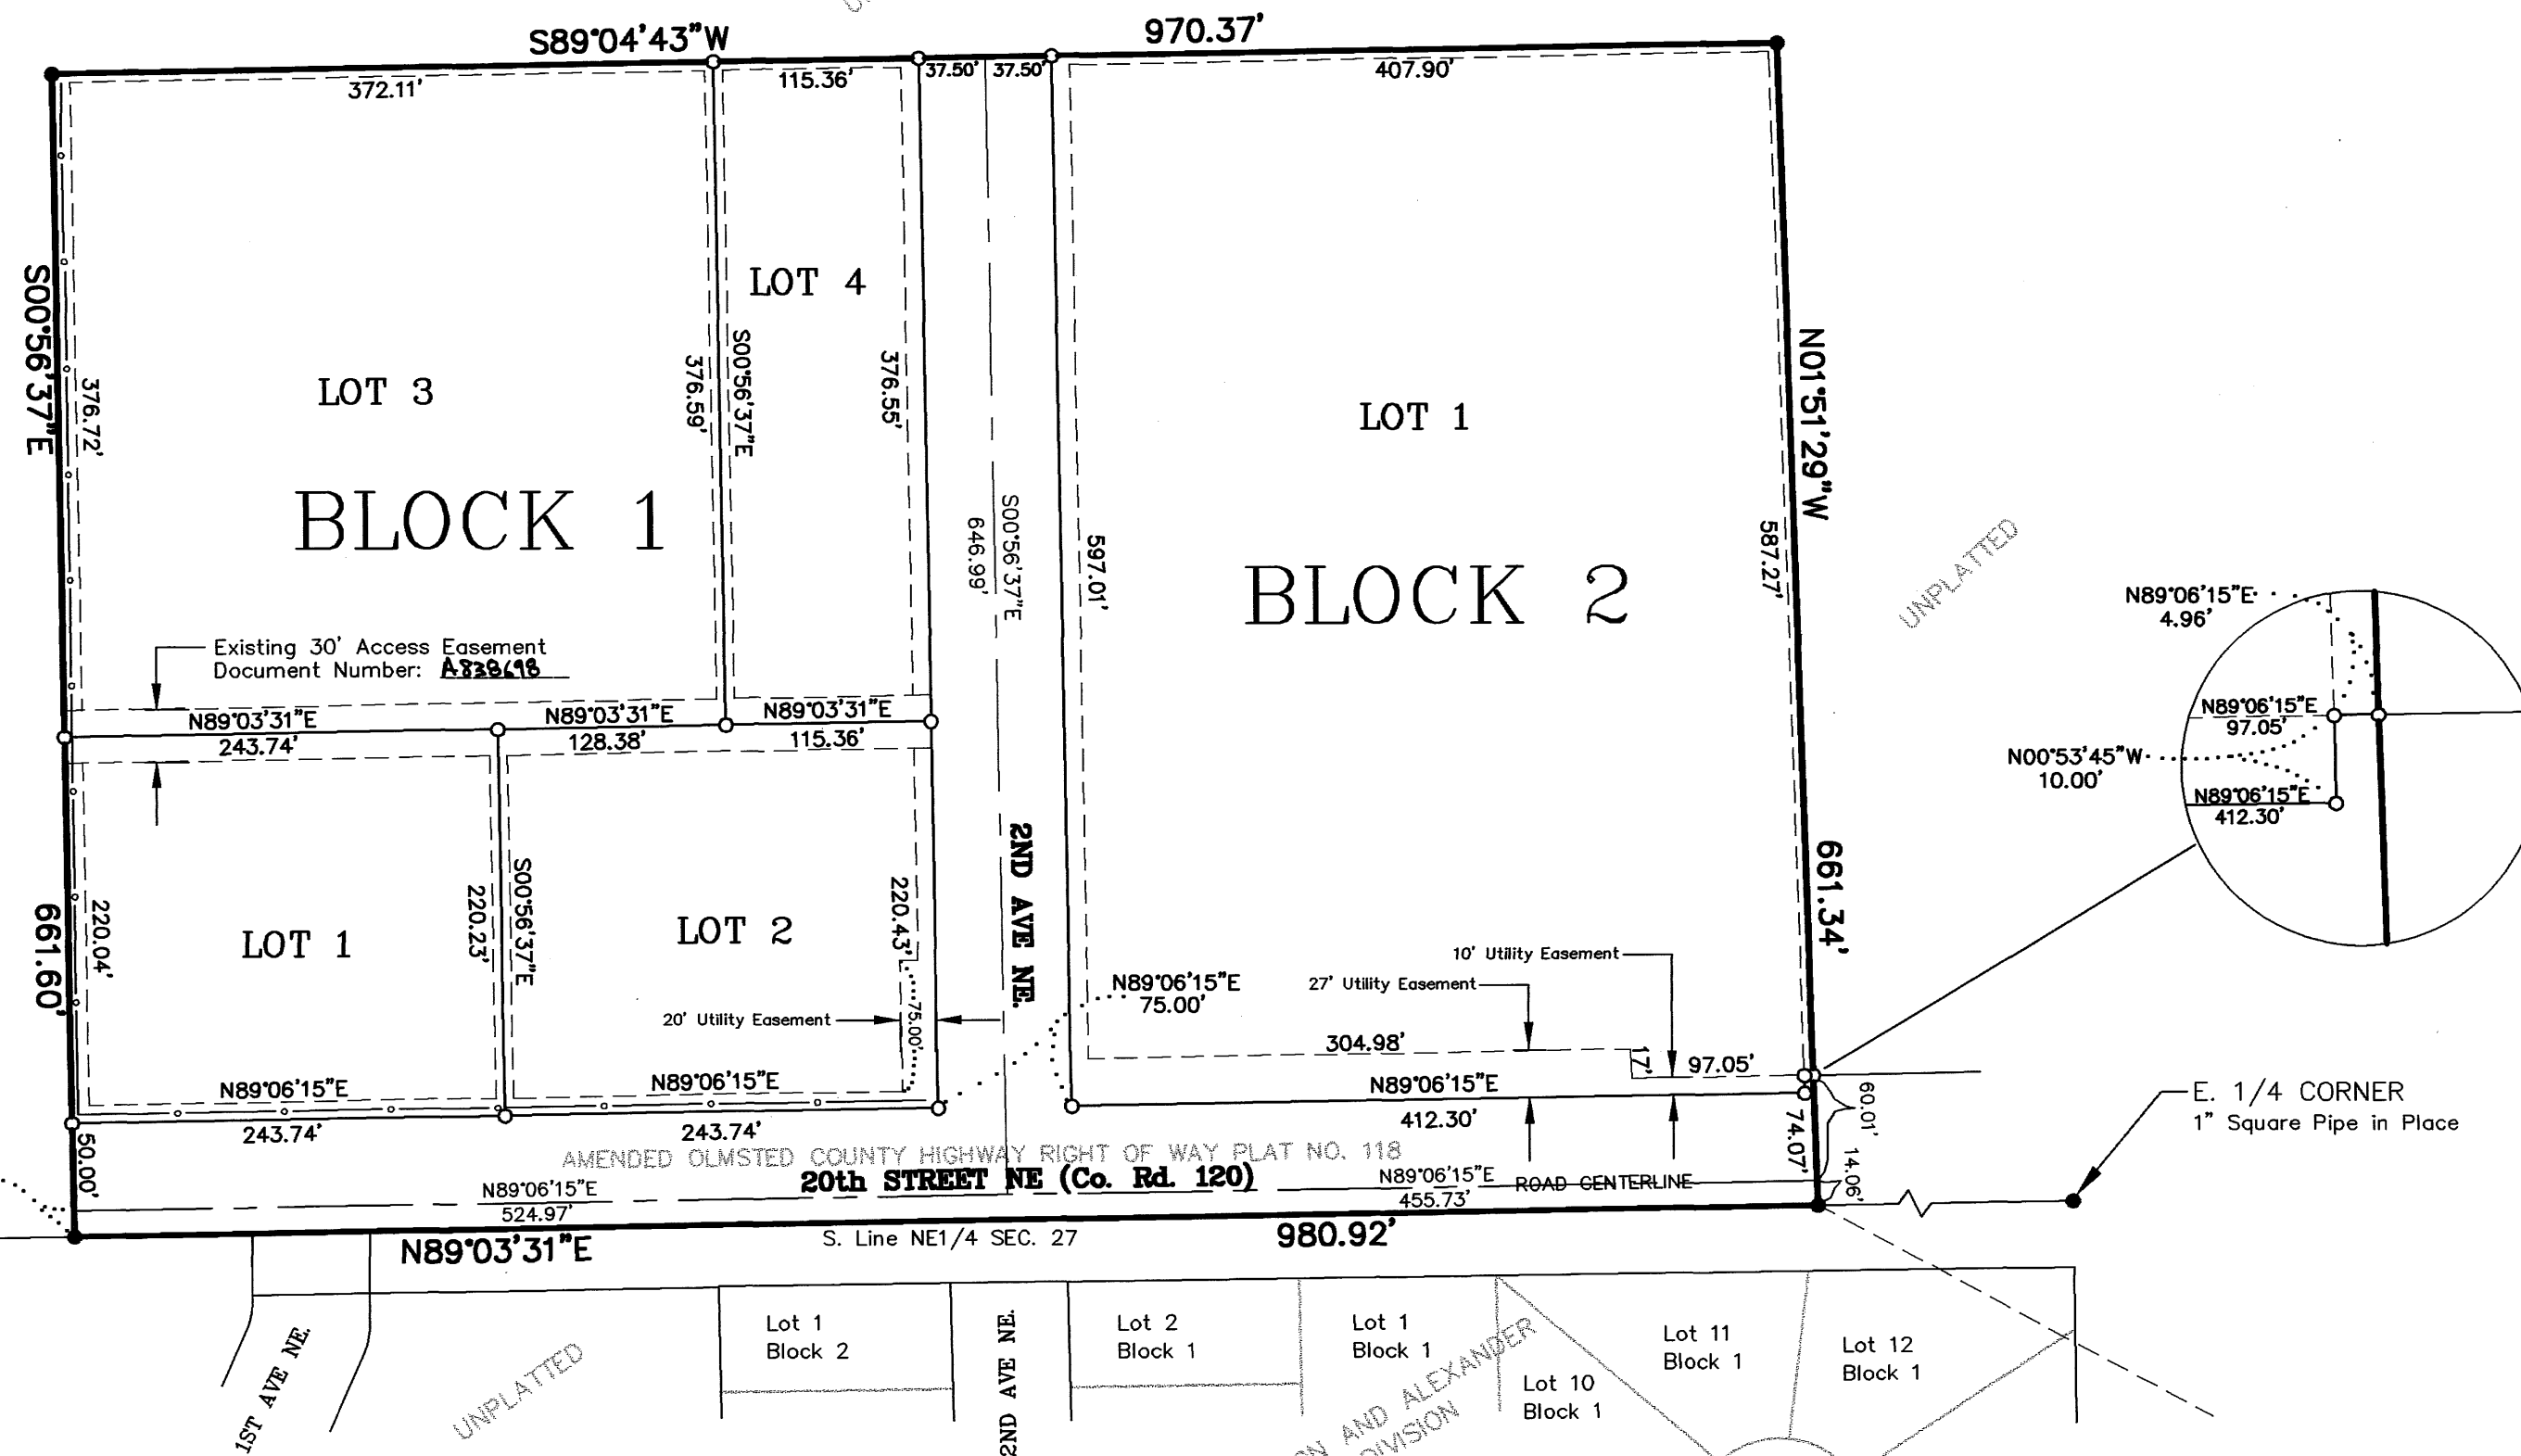 S89°04'43"W
970.37'
372.11'
115.36'
37.50'
37.50'
407.90'
S00°56'37"E
661.60'
376.72'
LOT 3
BLOCK 1
376.59'
S00°56'37"E
LOT 4
376.55'
S00°56'37"E
646.99'
597.01'
LOT 1
BLOCK 2
587.27'
N01°51'29"W
661.34'
UNPLATTED
Existing 30' Access Easement
Document Number: A838698
N89°03'31"E
243.74'
N89°03'31"E
128.38'
N89°03'31"E
115.36'
N89°06'15"E
4.96'
N89°06'15"E
97.05'
N00°53'45"W
10.00'
N89°06'15"E
412.30'
220.04'
LOT 1
220.23'
S00°56'37"E
LOT 2
220.43'
20' Utility Easement
75.00'
2ND AVE NE.
N89°06'15"E
75.00'
10' Utility Easement
27' Utility Easement
304.98'
17'
97.05'
N89°06'15"E
412.30'
N89°06'15"E
243.74'
N89°06'15"E
243.74'
50.00'
74.07'
60.01'
14.06'
E. 1/4 CORNER
1" Square Pipe in Place
AMENDED OLMSTED COUNTY HIGHWAY RIGHT OF WAY PLAT NO. 118
20th STREET NE (Co. Rd. 120)
N89°06'15"E
524.97'
N89°06'15"E
455.73'
ROAD CENTERLINE
N89°03'31"E
S. Line NE1/4 SEC. 27
980.92'
1ST AVE NE.
UNPLATTED
Lot 1
Block 2
2ND AVE NE.
Lot 2
Block 1
Lot 1
Block 1
Lot 10
Block 1
Lot 11
Block 1
Lot 12
Block 1
ON AND ALEXANDER
DIVISION